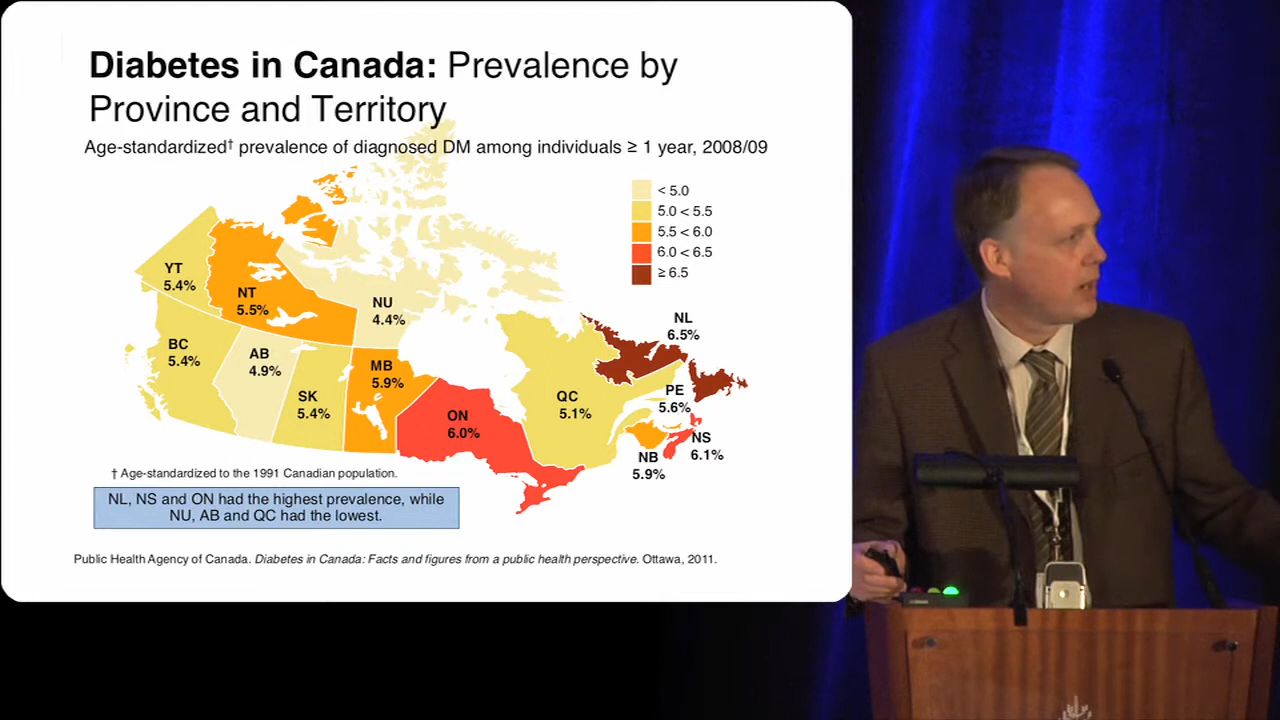 Diabetes in Canada: Prevalence by
Province and Territory
Age-standardized† prevalence of diagnosed DM among individuals ≥ 1 year, 2008/09
< 5.0
5.0 < 5.5
5.5 < 6.0
6.0 < 6.5
≥ 6.5
YT
5.4%
NT
5.5%
NU
4.4%
NL
6.5%
BC
5.4%
AB
4.9%
SK
5.4%
MB
5.9%
ON
6.0%
QC
5.1%
PE
5.6%
NS
6.1%
NB
5.9%
† Age-standardized to the 1991 Canadian population.
NL, NS and ON had the highest prevalence, while
NU, AB and QC had the lowest.
Public Health Agency of Canada. Diabetes in Canada: Facts and figures from a public health perspective. Ottawa, 2011.